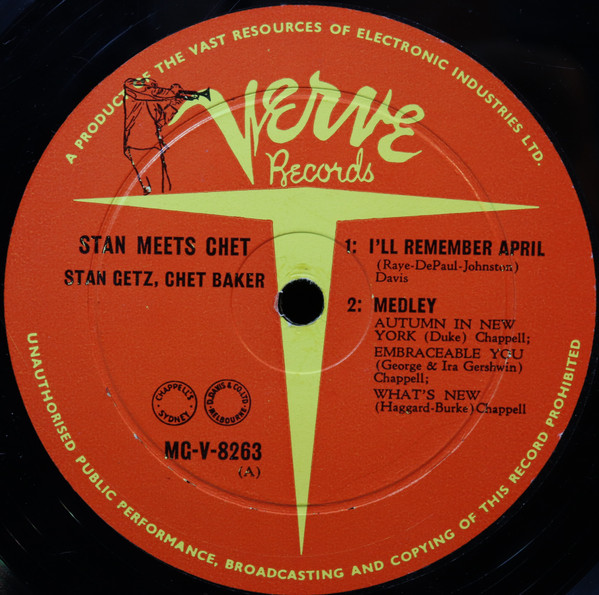 A PRODUCT OF THE VAST RESOURCES OF ELECTRONIC INDUSTRIES LTD.
Verve
Records
STAN MEETS CHET
STAN GETZ, CHET BAKER
1: I'LL REMEMBER APRIL
(Raye-DePaul-Johnston)
Davis
2: MEDLEY
AUTUMN IN NEW
YORK (Duke) Chappell;
EMBRACEABLE YOU
(George & Ira Gershwin)
Chappell;
WHAT'S NEW
(Haggard-Burke) Chappell
CHAPPELL'S
SYDNEY
D.DAVIS & CO. LTD
MELBOURNE
MG-V-8263
(A)
UNAUTHORISED PUBLIC PERFORMANCE, BROADCASTING AND COPYING OF THIS RECORD PROHIBITED